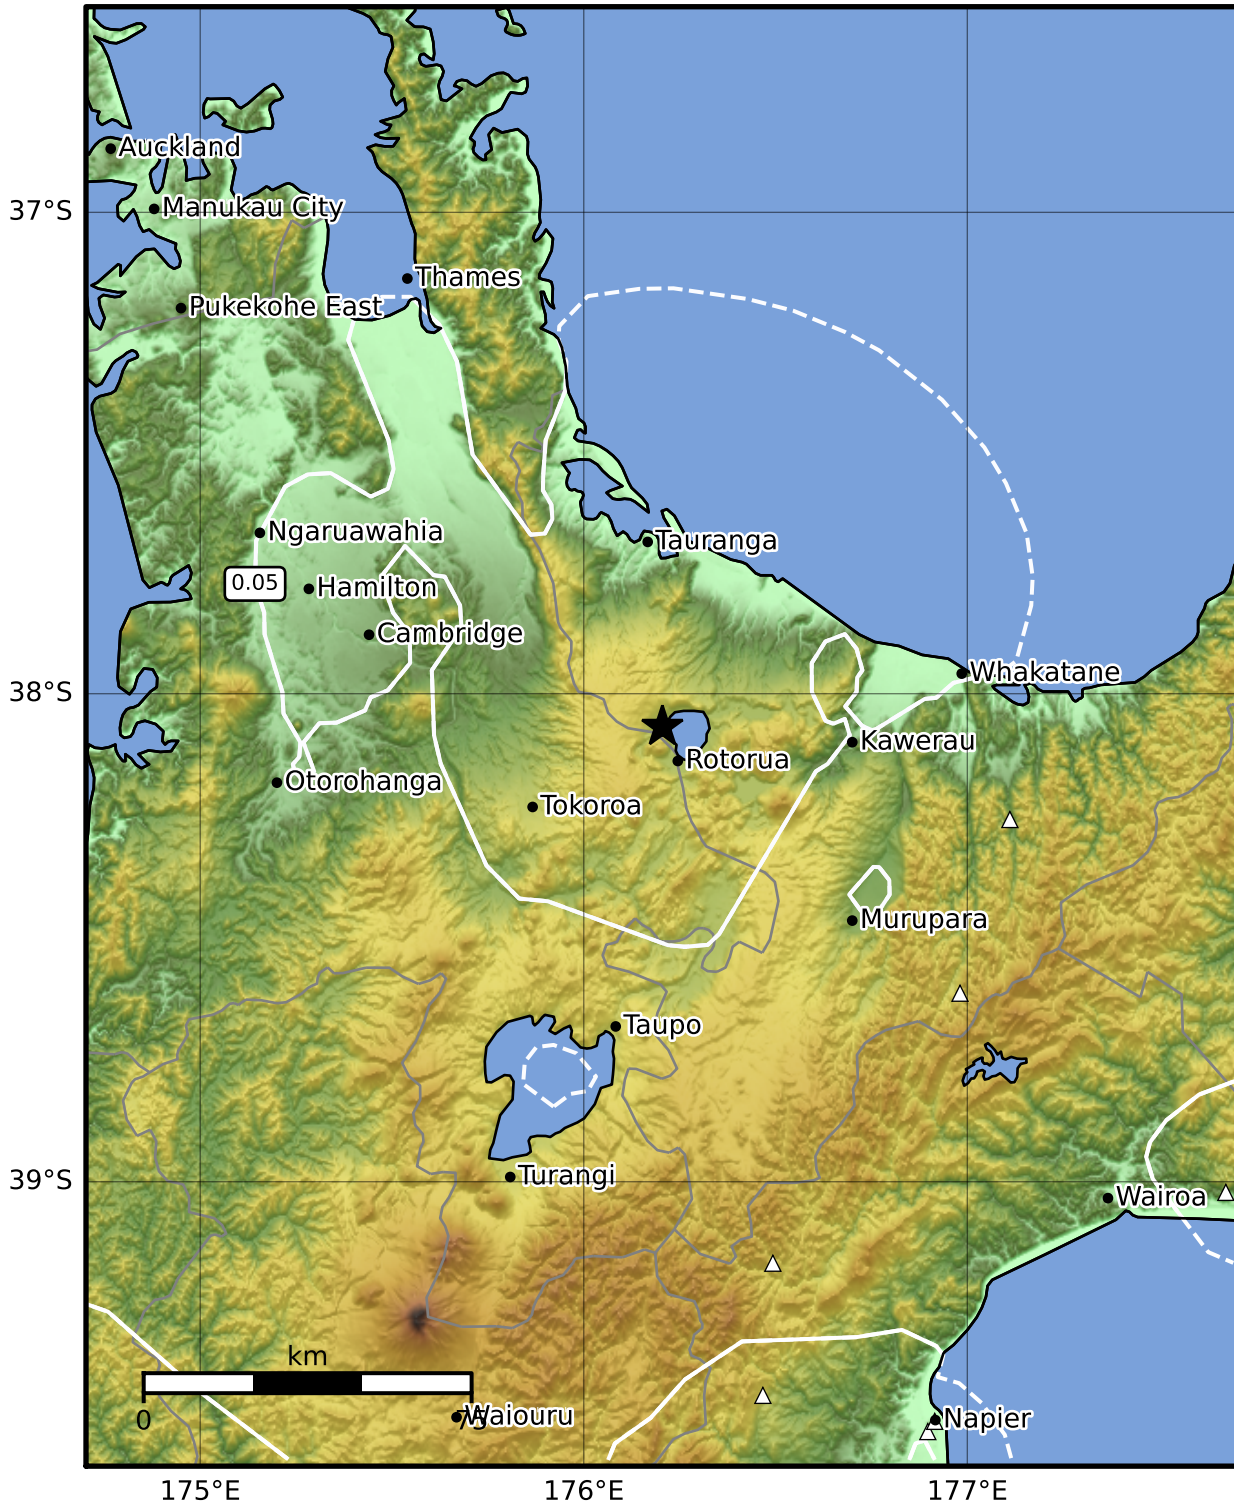 Auckland
Manukau City
37°S
Thames
Pukekohe East
Ngaruawahia
Tauranga
0.05
Hamilton
Cambridge
Whakatane
38°S
Kawerau
Rotorua
Otorohanga
Tokoroa
Murupara
Taupo
Turangi
39°S
Wairoa
km
0
75
Waiouru
Napier
175°E
176°E
177°E